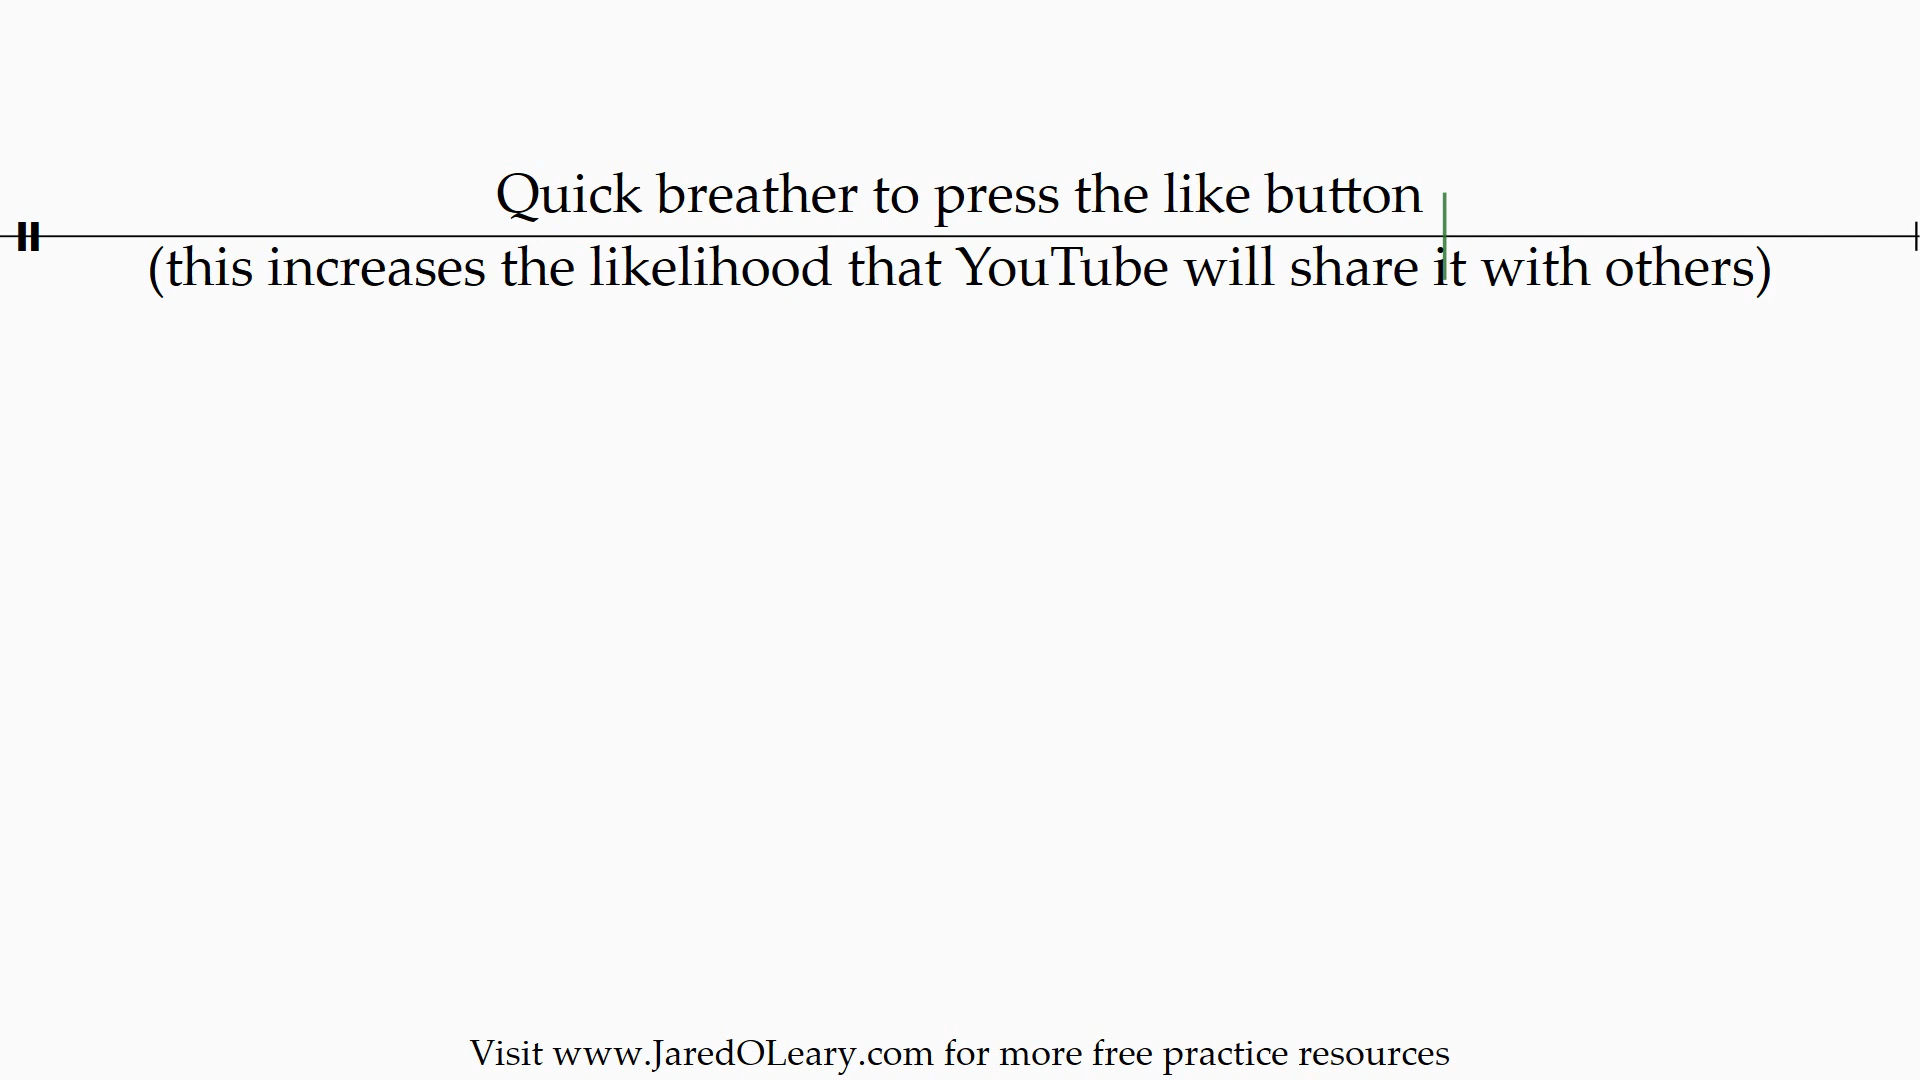 Quick breather to press the like button
(this increases the likelihood that YouTube will share it with others)
Visit www.JaredOLeary.com for more free practice resources